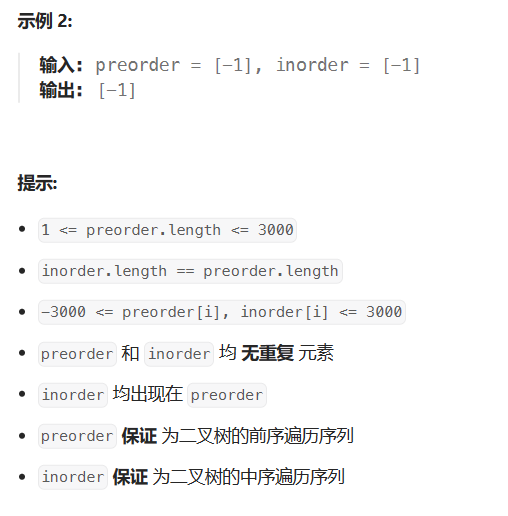 示例 2:
输入: preorder = [-1], inorder = [-1]
输出: [-1]
提示:
• 1 <= preorder.length <= 3000
• inorder.length == preorder.length
• -3000 <= preorder[i], inorder[i] <= 3000
• preorder 和 inorder 均 无重复 元素
• inorder 均出现在 preorder
• preorder 保证 为二叉树的前序遍历序列
• inorder 保证 为二叉树的中序遍历序列